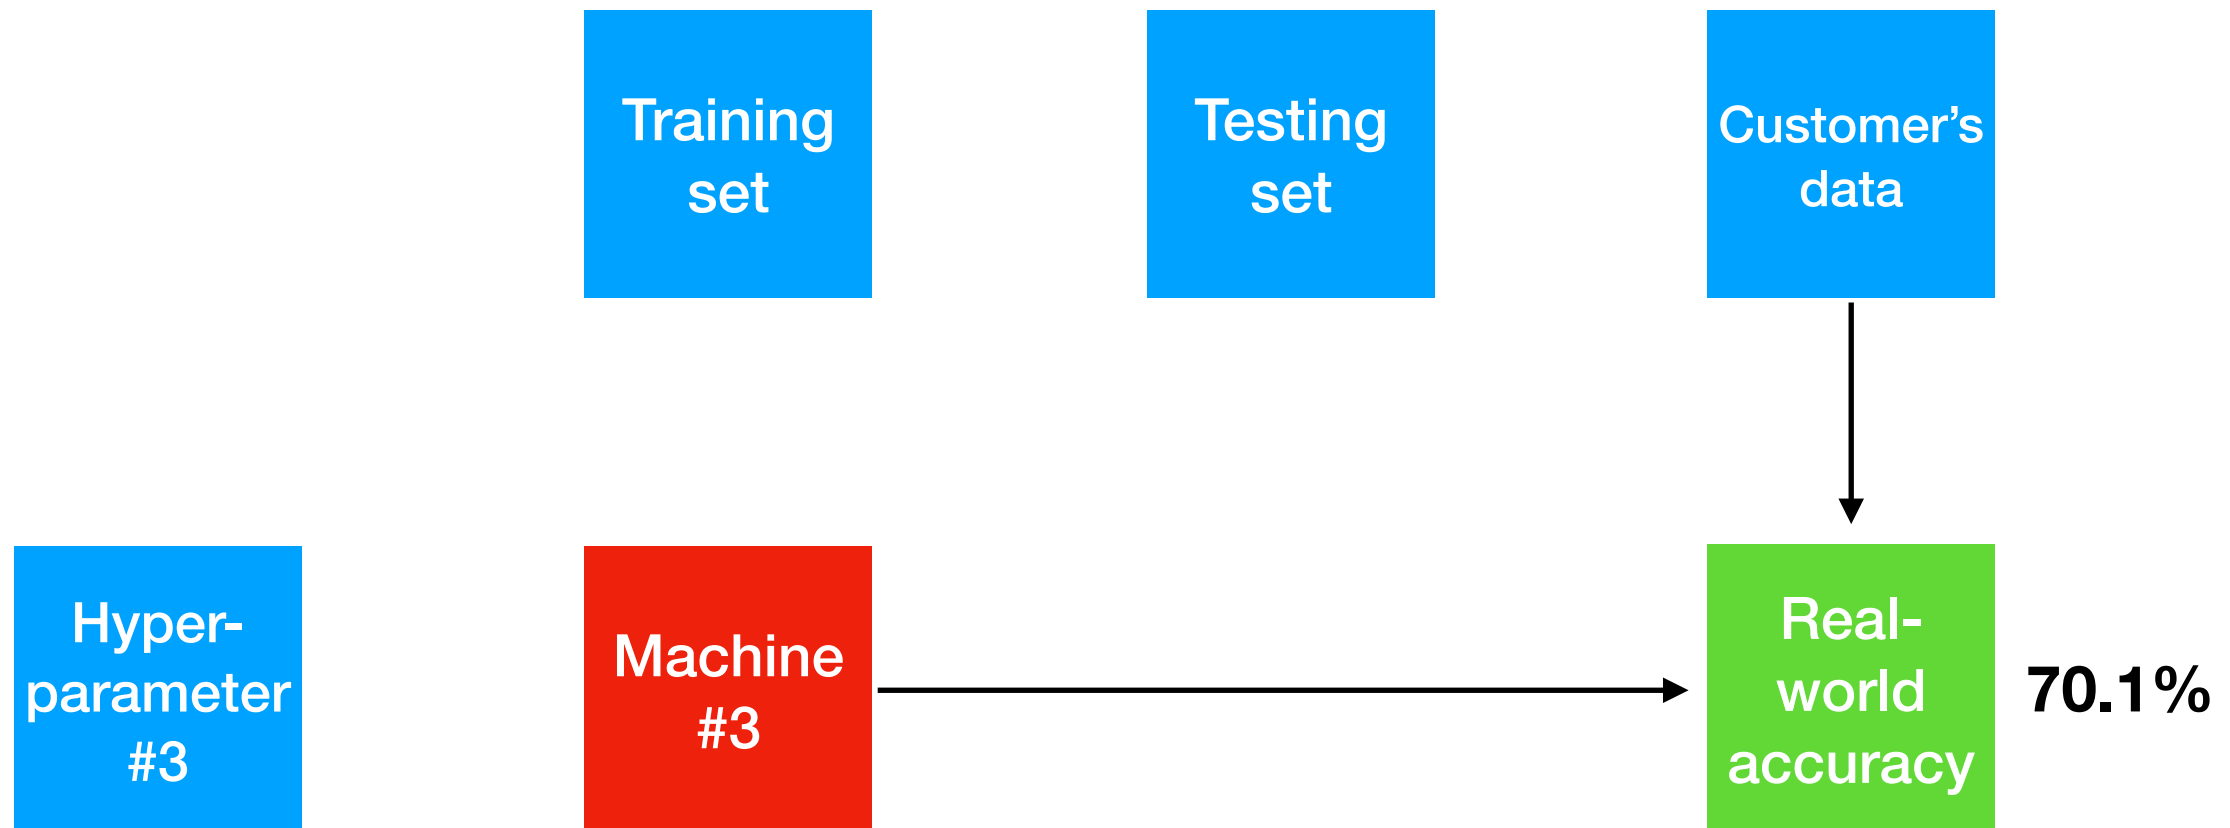 Training
set
Testing
set
Customer’s
data
Hyper-
parameter
#3
Machine
#3
Real-
world
accuracy
70.1%